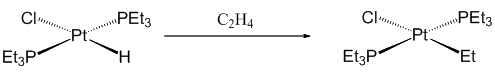 Cl PEt₃ C₂H₄ Cl PEt₃
Pt Pt
Et₃P H Et₃P Et